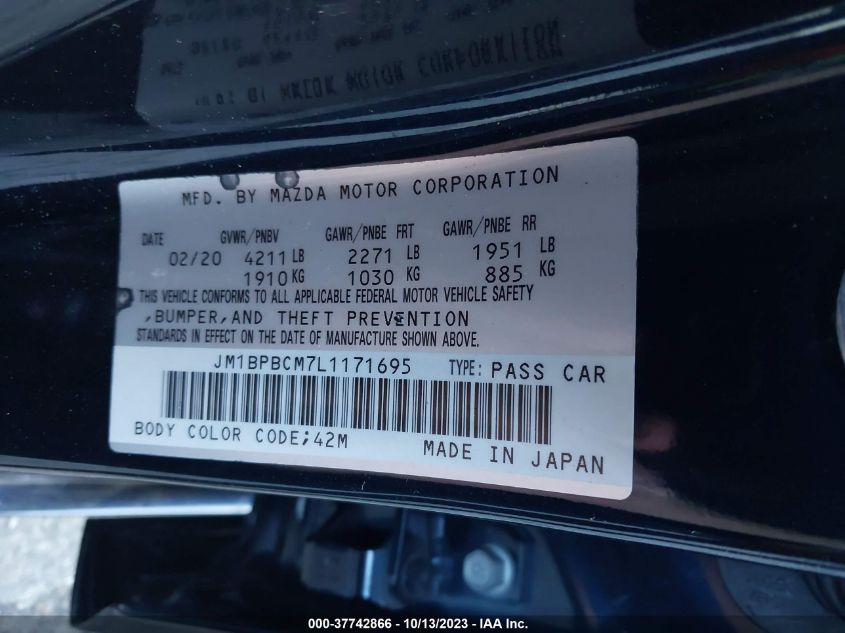 MAZDA MOTOR CORPORATION
MFD. BY MAZDA MOTOR CORPORATION
DATE GVWR/PNBV GAWR/PNBE FRT GAWR/PNBE RR
02/20 4211 LB 2271 LB 1951 LB
1910 KG 1030 KG 885 KG
THIS VEHICLE CONFORMS TO ALL APPLICABLE FEDERAL MOTOR VEHICLE SAFETY
,BUMPER,AND THEFT PREVENTION
STANDARDS IN EFFECT ON THE DATE OF MANUFACTURE SHOWN ABOVE.
JM1BPBCM7L1171695 TYPE: PASS CAR
BODY COLOR CODE;42M MADE IN JAPAN
000-37742866 - 10/13/2023 - IAA Inc.